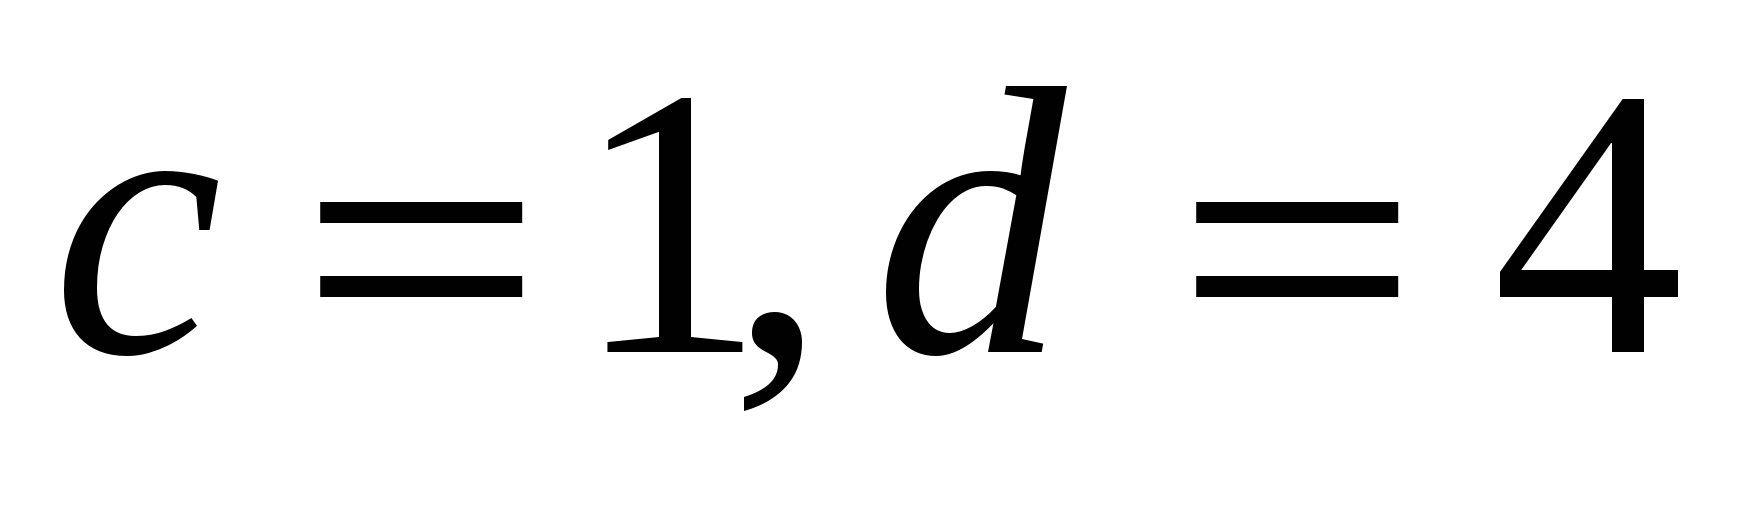 c = 1, d = 4